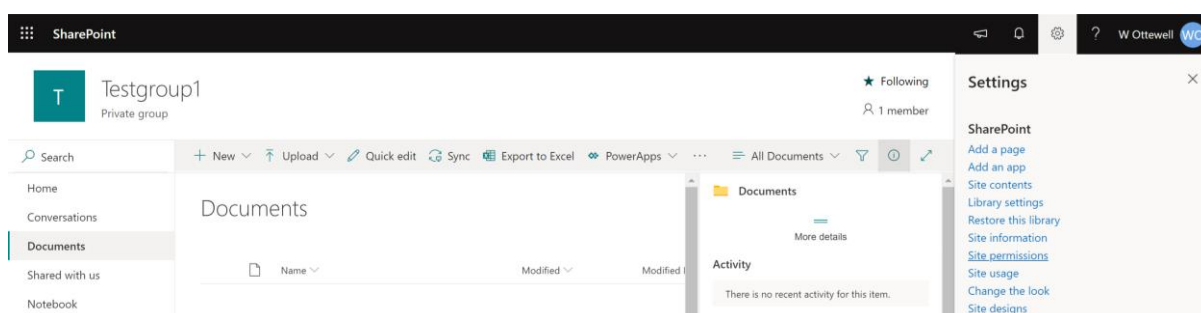 SharePoint
? W Ottewell WO
T
Testgroup1
Private group
Following
1 member
Search
New Upload Quick edit Sync Export to Excel PowerApps ... All Documents
Home
Conversations
Documents
Shared with us
Notebook
Documents
Name Modified Modified
Documents
More details
Activity
There is no recent activity for this item.
Settings
SharePoint
Add a page
Add an app
Site contents
Library settings
Restore this library
Site information
Site permissions
Site usage
Change the look
Site designs